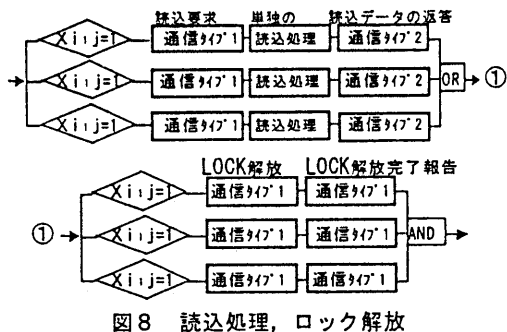 読込要求 単独の 読込データの返答
Xi,j=1 通信ﾀｲﾌﾟ1 読込処理 通信ﾀｲﾌﾟ2
Xi,j=1 通信ﾀｲﾌﾟ1 読込処理 通信ﾀｲﾌﾟ2 OR ①
Xi,j=1 通信ﾀｲﾌﾟ1 読込処理 通信ﾀｲﾌﾟ2
LOCK解放 LOCK解放完了報告
Xi,j=1 通信ﾀｲﾌﾟ1 通信ﾀｲﾌﾟ1
① Xi,j=1 通信ﾀｲﾌﾟ1 通信ﾀｲﾌﾟ1 AND
Xi,j=1 通信ﾀｲﾌﾟ1 通信ﾀｲﾌﾟ1
図8 読込処理，ロック解放